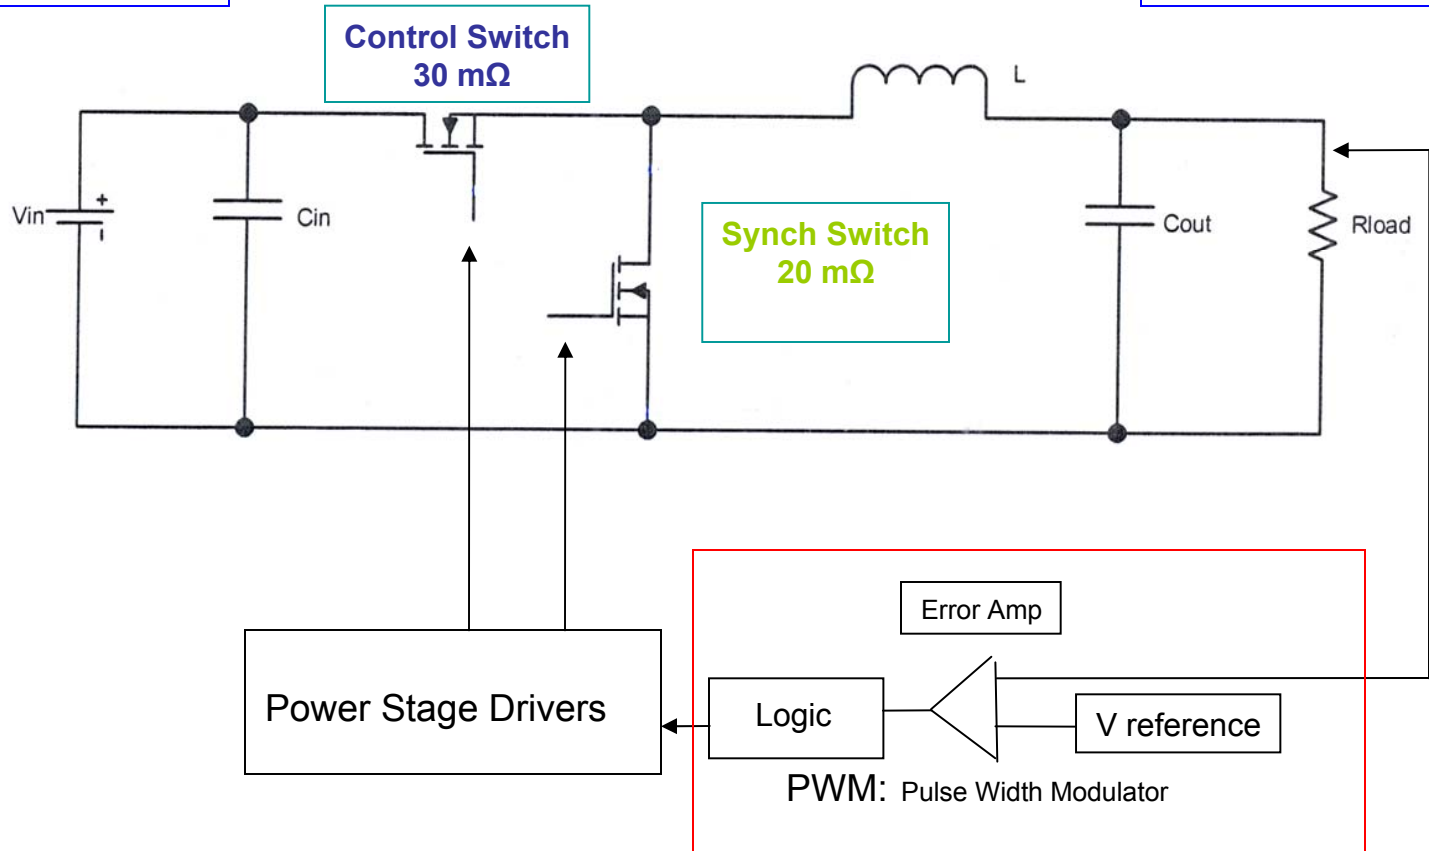 Control Switch
30 mΩ
L
Vin
+
Cin
Synch Switch
20 mΩ
Cout
Rload
Error Amp
Power Stage Drivers
Logic
V reference
PWM: Pulse Width Modulator